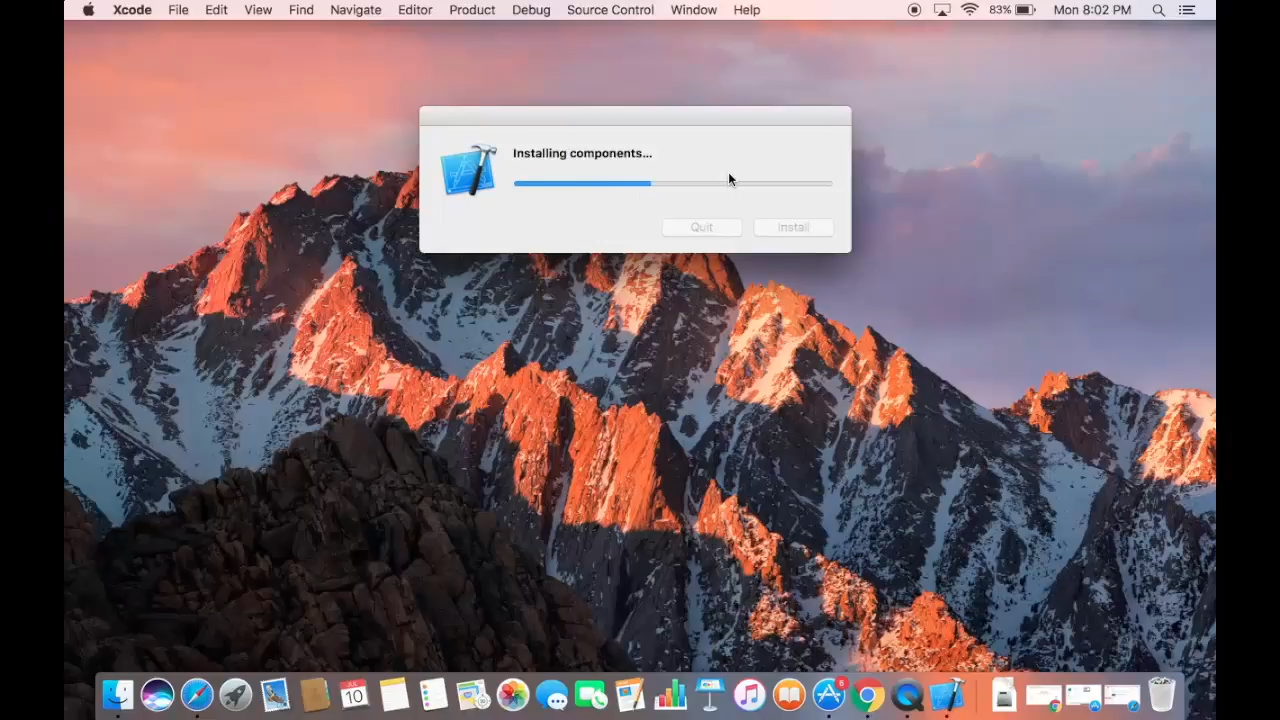 Xcode File Edit View Find Navigate Editor Product Debug Source Control Window Help 83% Mon 8:02 PM
Installing components...
Quit Install
JUL
10